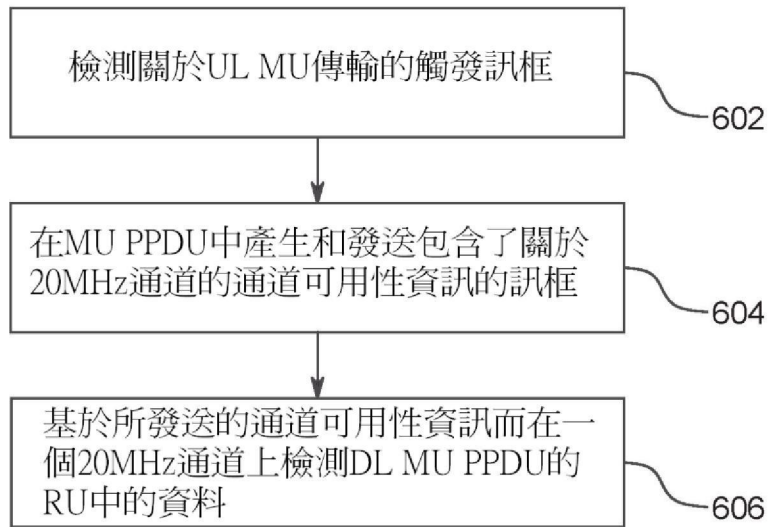 檢測關於UL MU傳輸的觸發訊框
602
在MU PPDU中產生和發送包含了關於
20MHz通道的通道可用性資訊的訊框
604
基於所發送的通道可用性資訊而在一
個20MHz通道上檢測DL MU PPDU的
RU中的資料
606